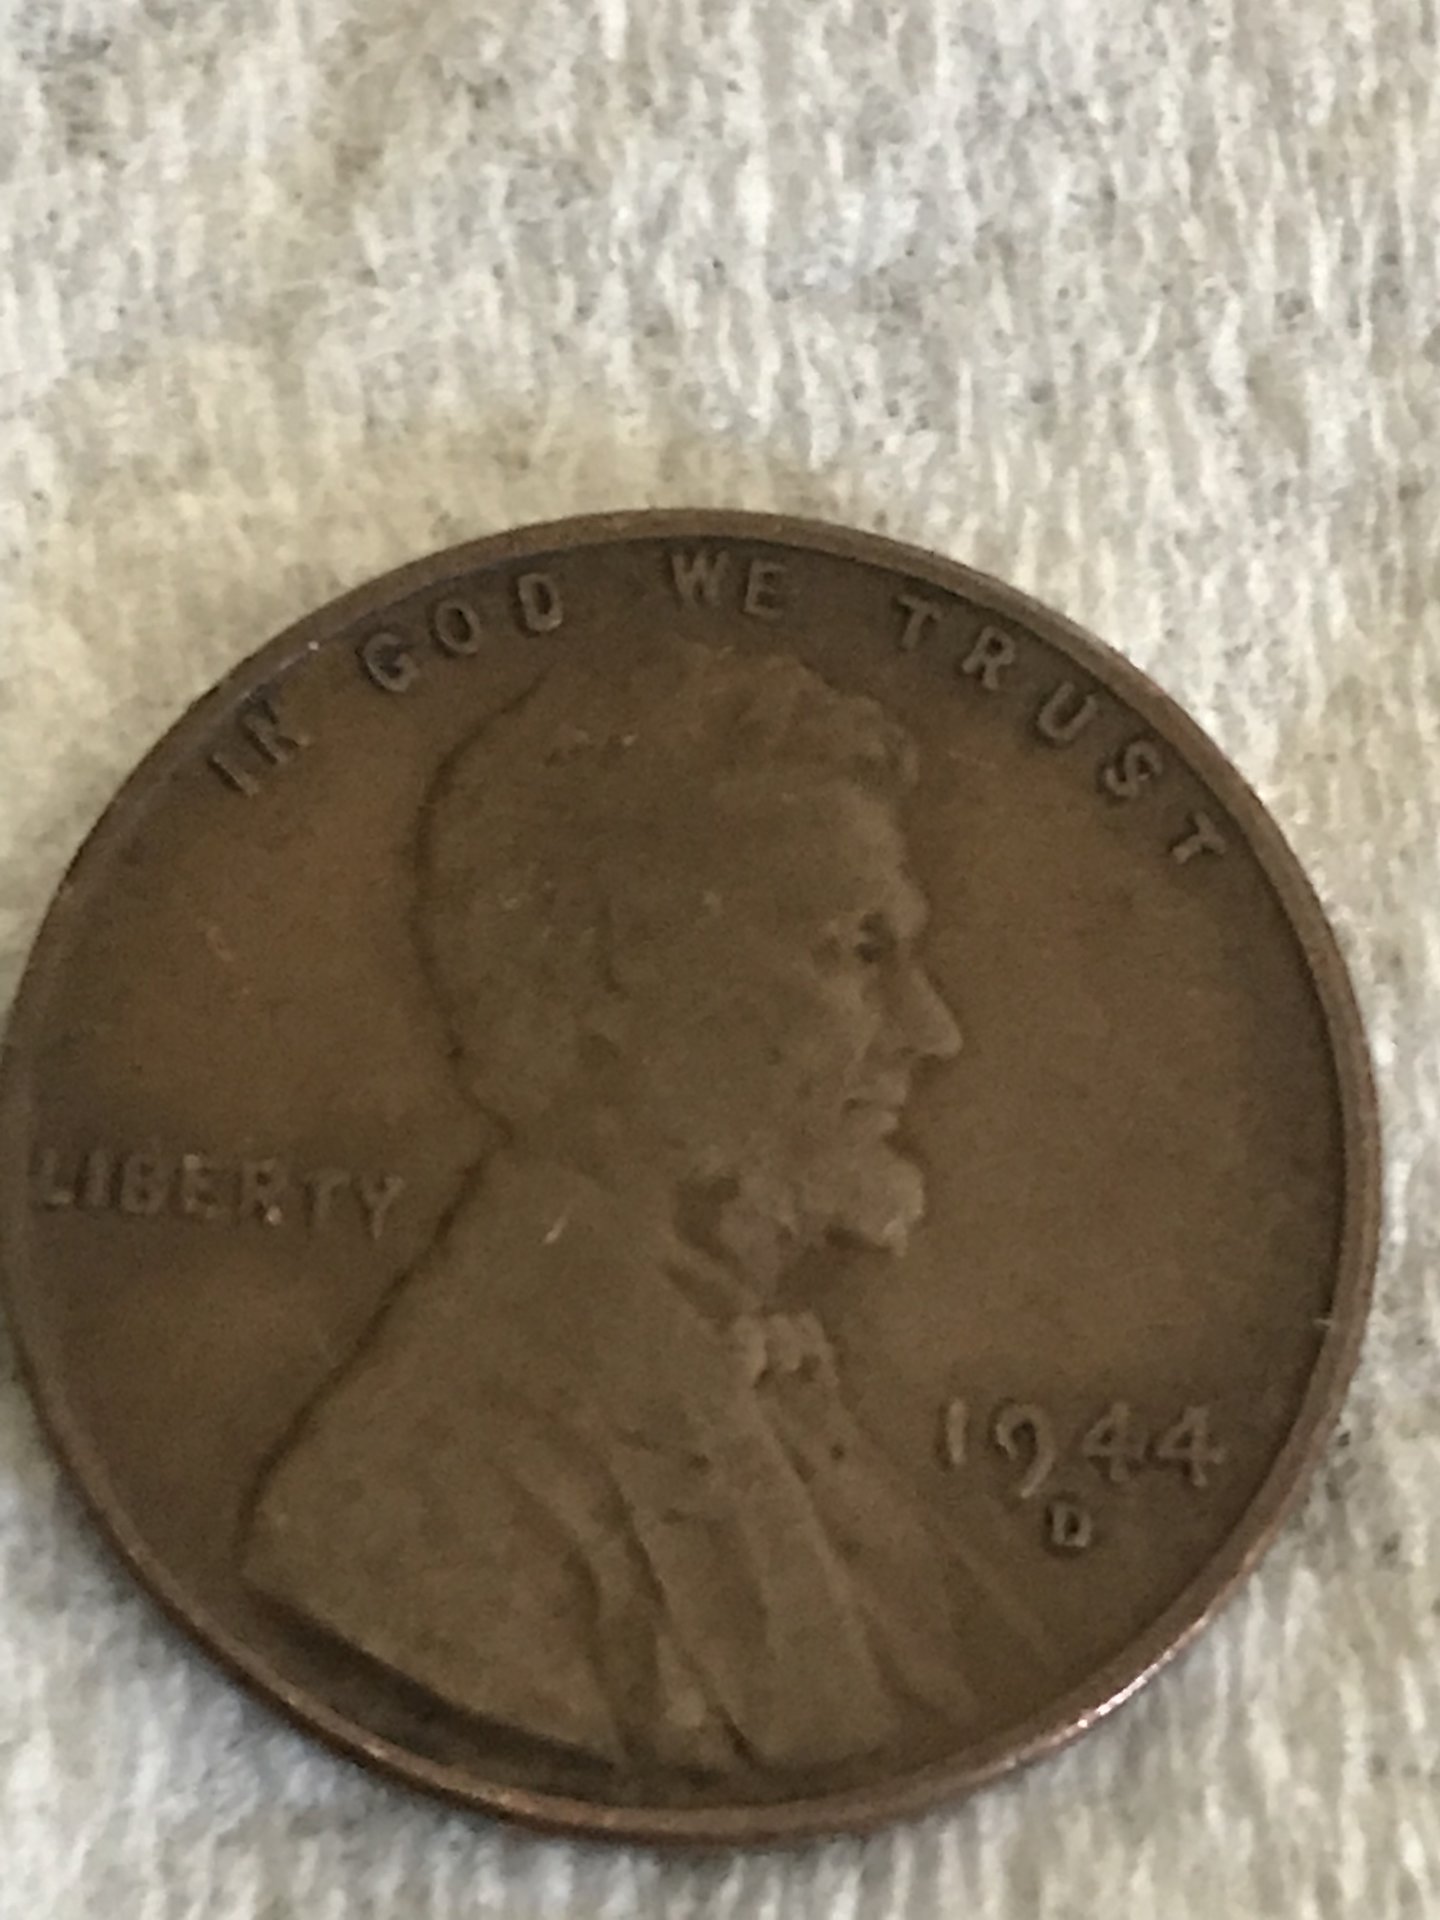 IN GOD WE TRUST
LIBERTY
1944
D